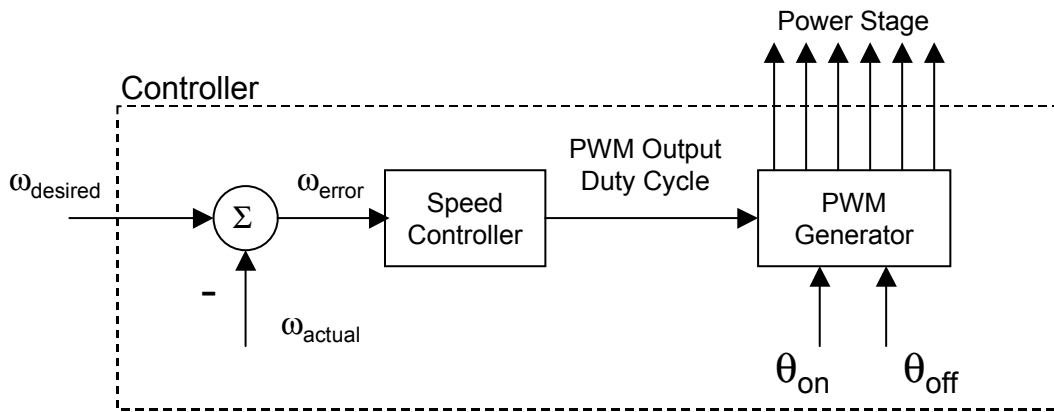 Power Stage
Controller
PWM Output
Duty Cycle
ωdesired
ωerror
Σ
Speed
Controller
PWM
Generator
-
ωactual
θon
θoff